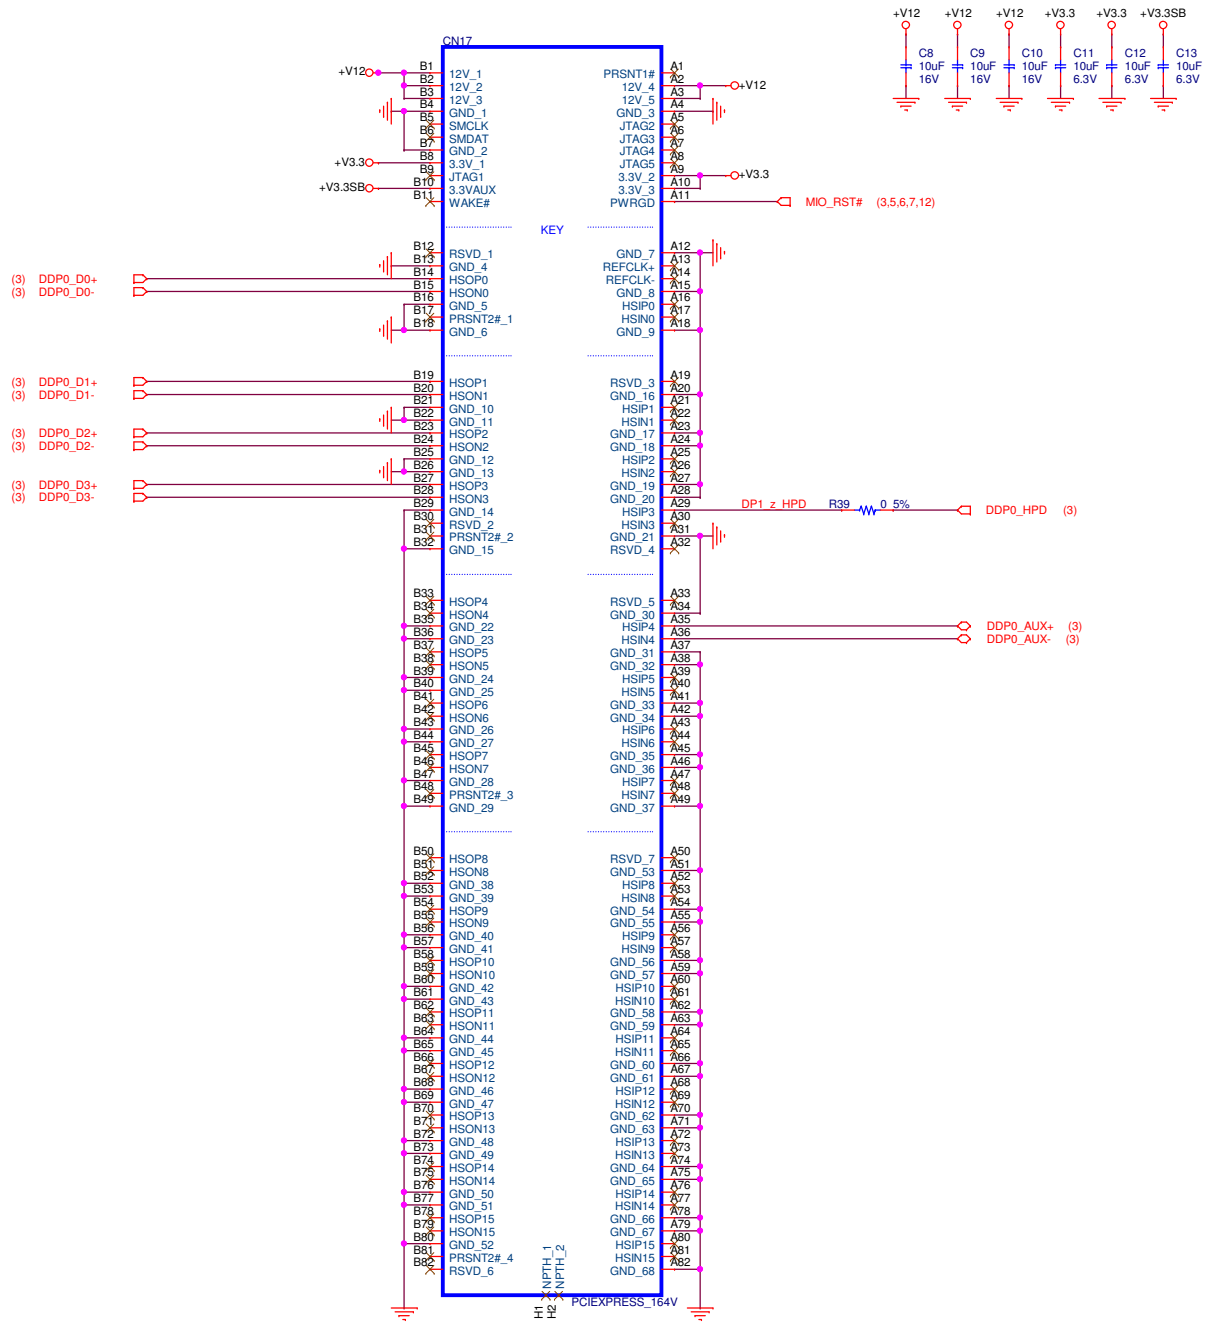 +V12 +V12 +V12 +V3.3 +V3.3 +V3.3SB
C8 10uF 16V
C9 10uF 16V
C10 10uF 16V
C11 10uF 6.3V
C12 10uF 6.3V
C13 10uF 6.3V
CN17
+V12 B1 12V_1 PRSNT1# A1
B2 12V_2 12V_4 A2 +V12
B3 12V_3 12V_5 A3
B4 GND_1 GND_3 A4
B5 SMCLK JTAG2 A5
B6 SMDAT JTAG3 A6
B7 GND_2 JTAG4 A7
+V3.3 B8 3.3V_1 JTAG5 A8
B9 JTAG1 3.3V_2 A9 +V3.3
+V3.3SB B10 3.3VAUX 3.3V_3 A10
B11 WAKE# PWRGD A11 MIO_RST# (3,5,6,7,12)
KEY
B12 RSVD_1 GND_7 A12
B13 GND_4 REFCLK+ A13
(3) DDP0_D0+ B14 HSOP0 REFCLK- A14
(3) DDP0_D0- B15 HSON0 GND_8 A15
B16 GND_5 HSIP0 A16
B17 PRSNT2#_1 HSIN0 A17
B18 GND_6 GND_9 A18
(3) DDP0_D1+ B19 HSOP1 RSVD_3 A19
(3) DDP0_D1- B20 HSON1 GND_16 A20
B21 GND_10 HSIP1 A21
B22 GND_11 HSIN1 A22
(3) DDP0_D2+ B23 HSOP2 GND_17 A23
(3) DDP0_D2- B24 HSON2 GND_18 A24
B25 GND_12 HSIP2 A25
B26 GND_13 HSIN2 A26
(3) DDP0_D3+ B27 HSOP3 GND_19 A27
(3) DDP0_D3- B28 HSON3 GND_20 A28
B29 GND_14 HSIP3 A29 DP1_z_HPD R39 0_5% DDP0_HPD (3)
B30 RSVD_2 HSIN3 A30
B31 PRSNT2#_2 GND_21 A31
B32 GND_15 RSVD_4 A32
B33 HSOP4 RSVD_5 A33
B34 HSON4 GND_30 A34
B35 GND_22 HSIP4 A35 DDP0_AUX+ (3)
B36 GND_23 HSIN4 A36 DDP0_AUX- (3)
B37 HSOP5 GND_31 A37
B38 HSON5 GND_32 A38
B39 GND_24 HSIP5 A39
B40 GND_25 HSIN5 A40
B41 HSOP6 GND_33 A41
B42 HSON6 GND_34 A42
B43 GND_26 HSIP6 A43
B44 GND_27 HSIN6 A44
B45 HSOP7 GND_35 A45
B46 HSON7 GND_36 A46
B47 GND_28 HSIP7 A47
B48 PRSNT2#_3 HSIN7 A48
B49 GND_29 GND_37 A49
B50 HSOP8 RSVD_7 A50
B51 HSON8 GND_53 A51
B52 GND_38 HSIP8 A52
B53 GND_39 HSIN8 A53
B54 HSOP9 GND_54 A54
B55 HSON9 GND_55 A55
B56 GND_40 HSIP9 A56
B57 GND_41 HSIN9 A57
B58 HSOP10 GND_56 A58
B59 HSON10 GND_57 A59
B60 GND_42 HSIP10 A60
B61 GND_43 HSIN10 A61
B62 HSOP11 GND_58 A62
B63 HSON11 GND_59 A63
B64 GND_44 HSIP11 A64
B65 GND_45 HSIN11 A65
B66 HSOP12 GND_60 A66
B67 HSON12 GND_61 A67
B68 GND_46 HSIP12 A68
B69 GND_47 HSIN12 A69
B70 HSOP13 GND_62 A70
B71 HSON13 GND_63 A71
B72 GND_48 HSIP13 A72
B73 GND_49 HSIN13 A73
B74 HSOP14 GND_64 A74
B75 HSON14 GND_65 A75
B76 GND_50 HSIP14 A76
B77 GND_51 HSIN14 A77
B78 HSOP15 GND_66 A78
B79 HSON15 GND_67 A79
B80 GND_52 HSIP15 A80
B81 PRSNT2#_4 HSIN15 A81
B82 RSVD_6 GND_68 A82
NPTH_1
NPTH_2
H1
H2
PCIEXPRESS_164V